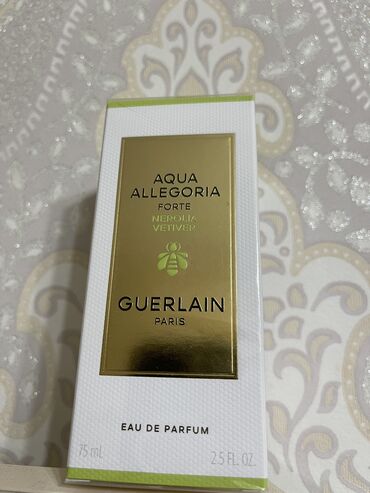 AQUA
ALLEGORIA
FORTE
NEROLIA
VETIVER
GUERLAIN
PARIS
EAU DE PARFUM
75 mL 2.5 FL. OZ.